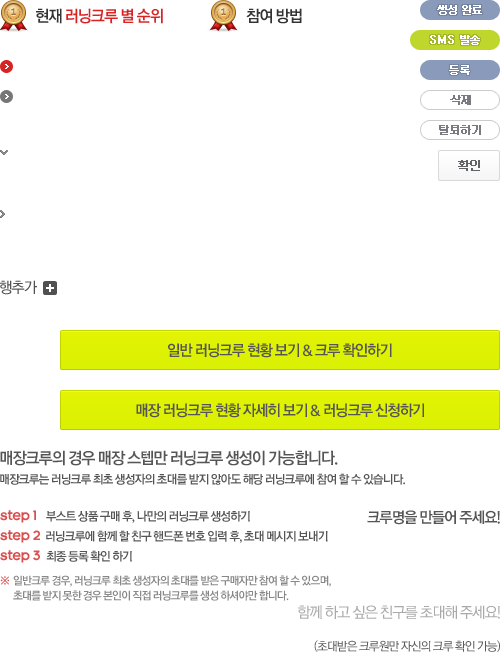 현재 러닝크루 별 순위
참여 방법
생성 완료
SMS 발송
등록
삭제
탈퇴하기
확인
행추가
일반 러닝크루 현황 보기 & 크루 확인하기
매장 러닝크루 현황 자세히 보기 & 러닝크루 신청하기
매장크루의 경우 매장 스텝만 러닝크루 생성이 가능합니다.
매장크루는 러닝크루 최초 생성자의 초대를 받지 않아도 해당 러닝크루에 참여 할 수 있습니다.
step 1 부스트 상품 구매 후, 나만의 러닝크루 생성하기
크루명을 만들어 주세요!
step 2 러닝크루에 함께 할 친구 핸드폰 번호 입력 후, 초대 메시지 보내기
step 3 최종 등록 확인 하기
※ 일반크루 경우, 러닝크루 최초 생성자의 초대를 받은 구매자만 참여 할 수 있으며,
초대를 받지 못한 경우 본인이 직접 러닝크루를 생성 하셔야만 합니다.
함께 하고 싶은 친구를 초대해 주세요!
(초대받은 크루원만 자신의 크루 확인 가능)